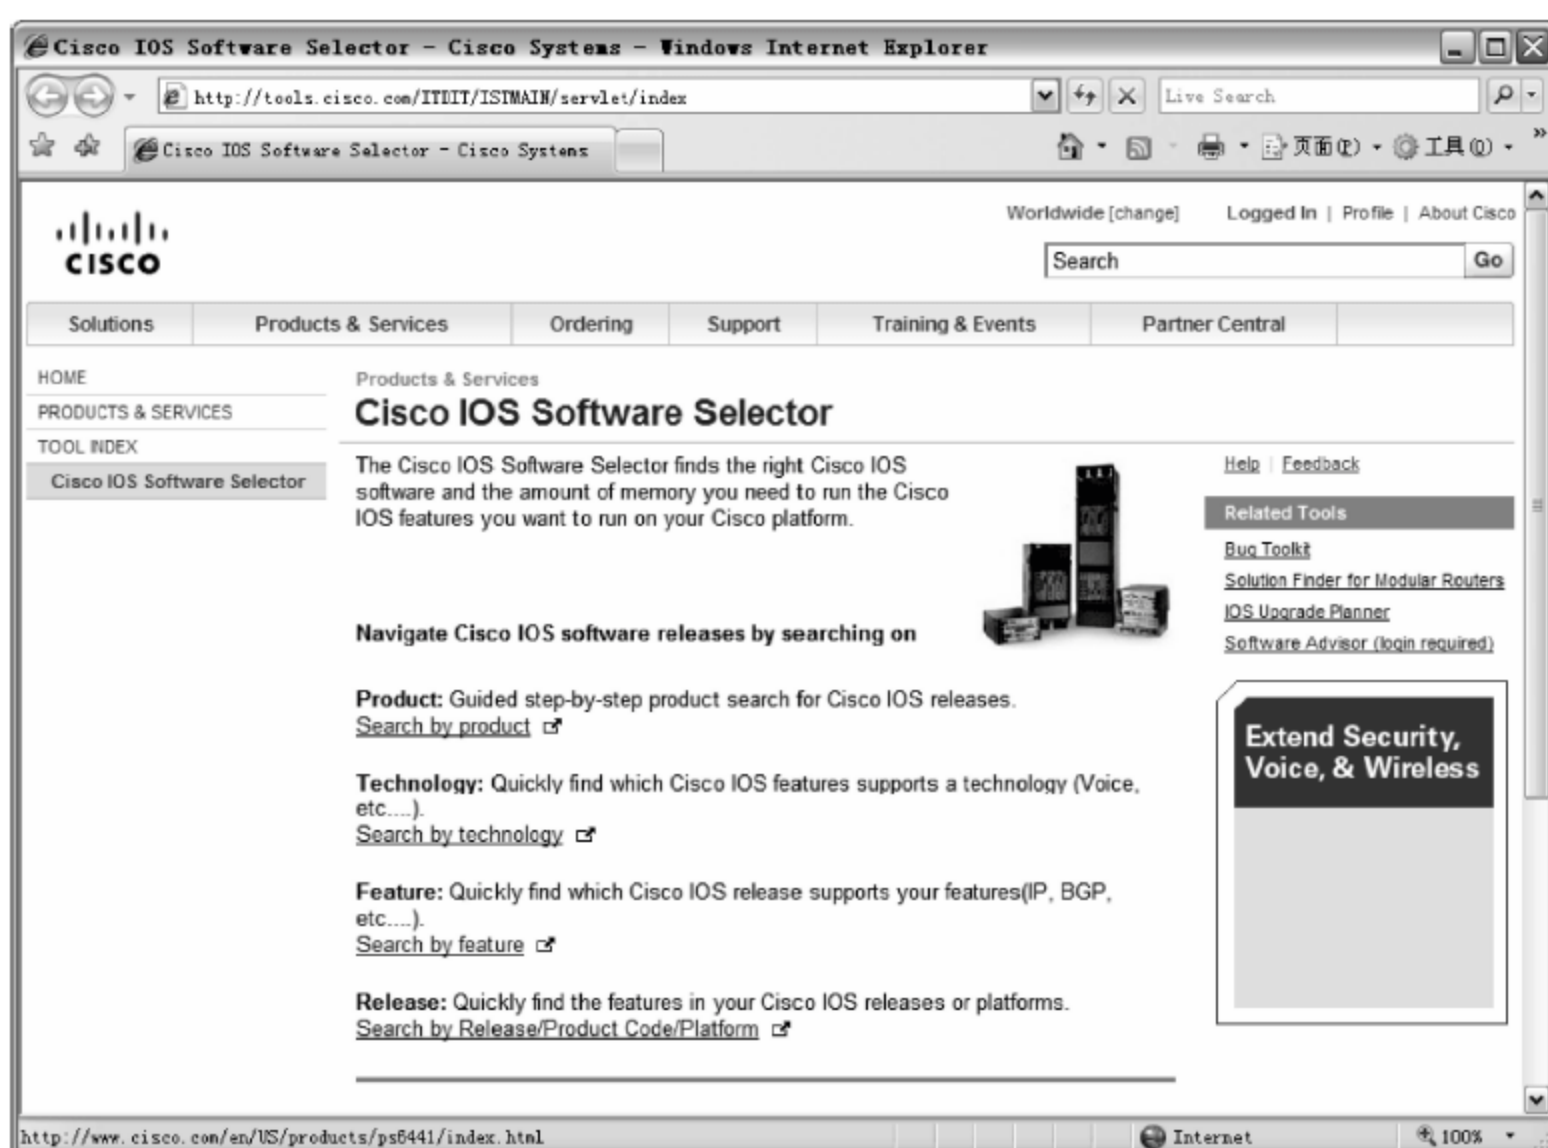 Cisco IOS Software Selector - Cisco Systems - Windows Internet Explorer
http://tools.cisco.com/ITDIT/ISTMAIN/servlet/index
Live Search
Cisco IOS Software Selector - Cisco Systems
页面(P)
工具(O)
Worldwide [change] Logged In | Profile | About Cisco
CISCO
Search Go
Solutions Products & Services Ordering Support Training & Events Partner Central
HOME
PRODUCTS & SERVICES
TOOL INDEX
Cisco IOS Software Selector
Products & Services
Cisco IOS Software Selector
The Cisco IOS Software Selector finds the right Cisco IOS
software and the amount of memory you need to run the Cisco
IOS features you want to run on your Cisco platform.
Navigate Cisco IOS software releases by searching on
Product: Guided step-by-step product search for Cisco IOS releases.
Search by product
Technology: Quickly find which Cisco IOS features supports a technology (Voice,
etc....).
Search by technology
Feature: Quickly find which Cisco IOS release supports your features(IP, BGP,
etc....).
Search by feature
Release: Quickly find the features in your Cisco IOS releases or platforms.
Search by Release/Product Code/Platform
Help | Feedback
Related Tools
Bug Toolkit
Solution Finder for Modular Routers
IOS Upgrade Planner
Software Advisor (login required)
Extend Security,
Voice, & Wireless
http://www.cisco.com/en/US/products/ps6441/index.html
Internet
100%